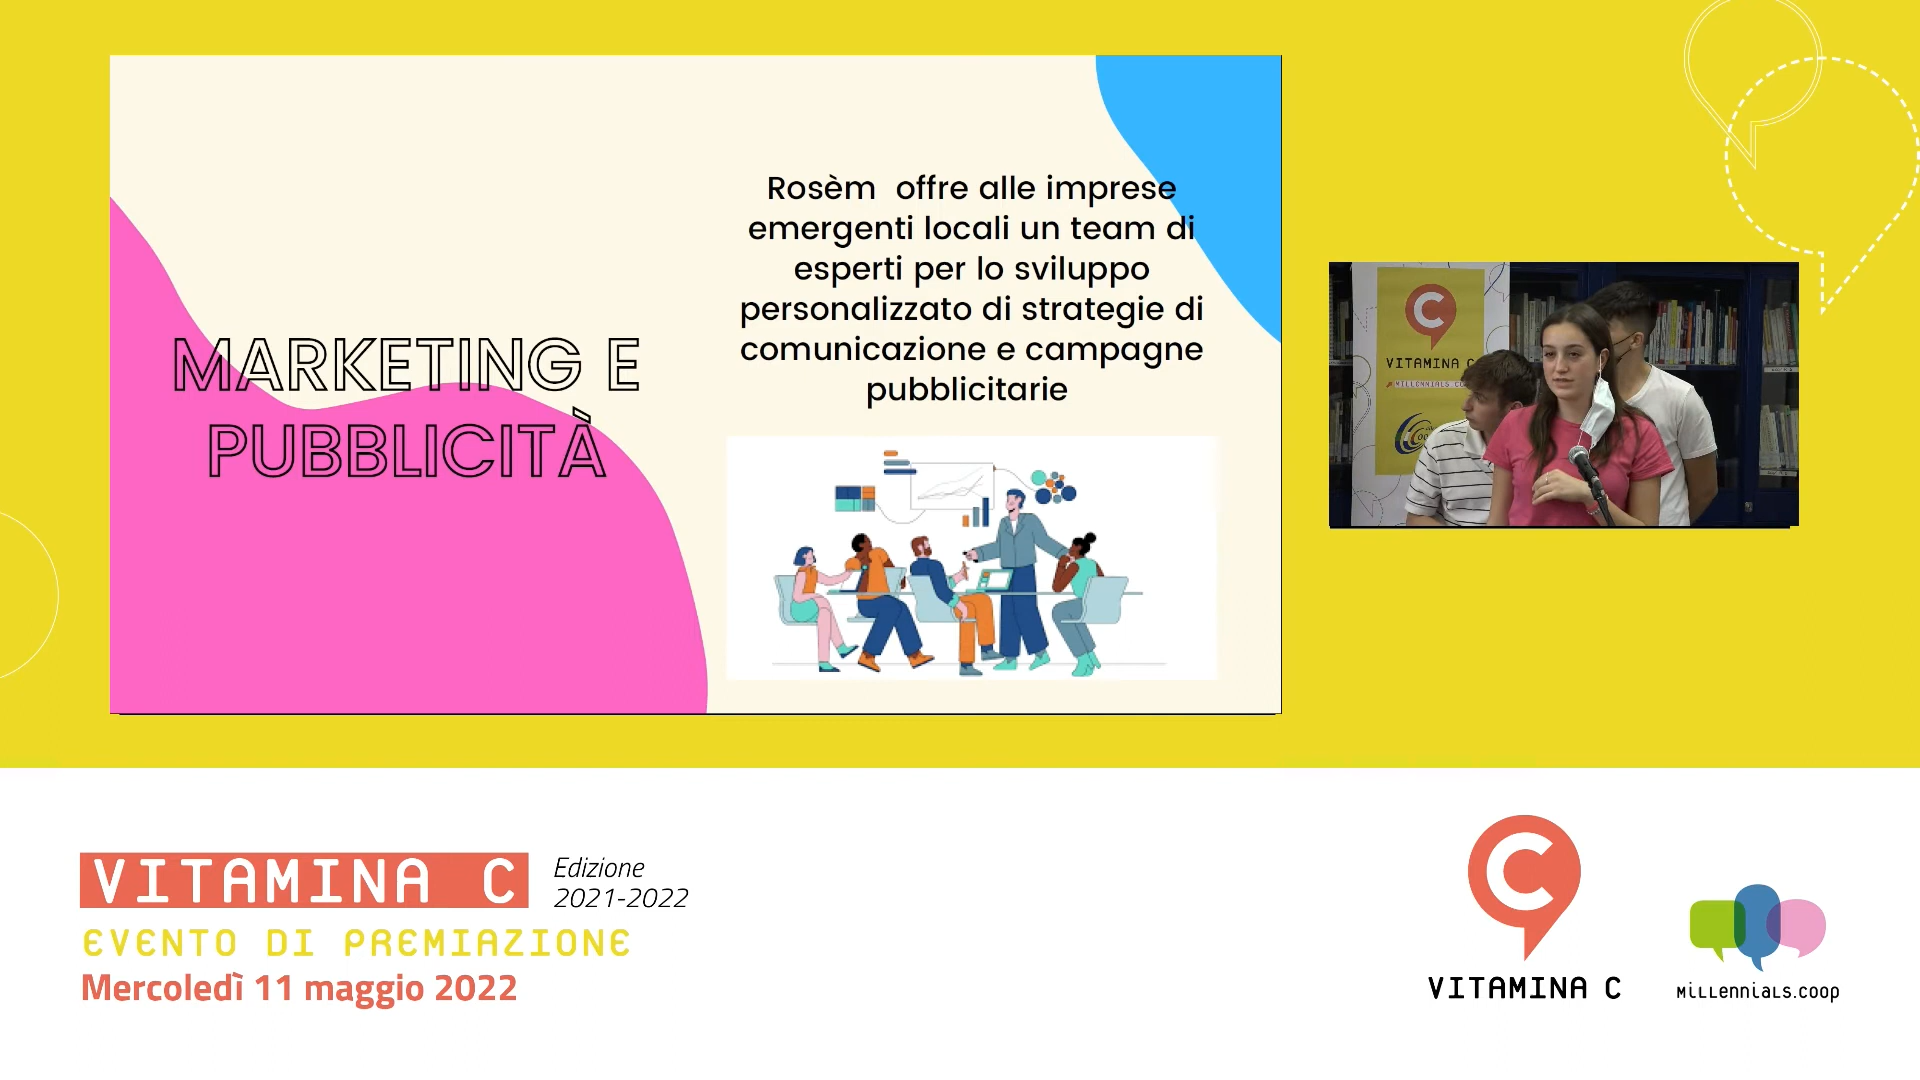 MARKETING E
PUBBLICITÀ
Rosèm offre alle imprese
emergenti locali un team di
esperti per lo sviluppo
personalizzato di strategie di
comunicazione e campagne
pubblicitarie
VITAMINA C
VITAMINA C
Edizione
2021-2022
EVENTO DI PREMIAZIONE
Mercoledì 11 maggio 2022
VITAMINA C
MILLENNIALS.COOP